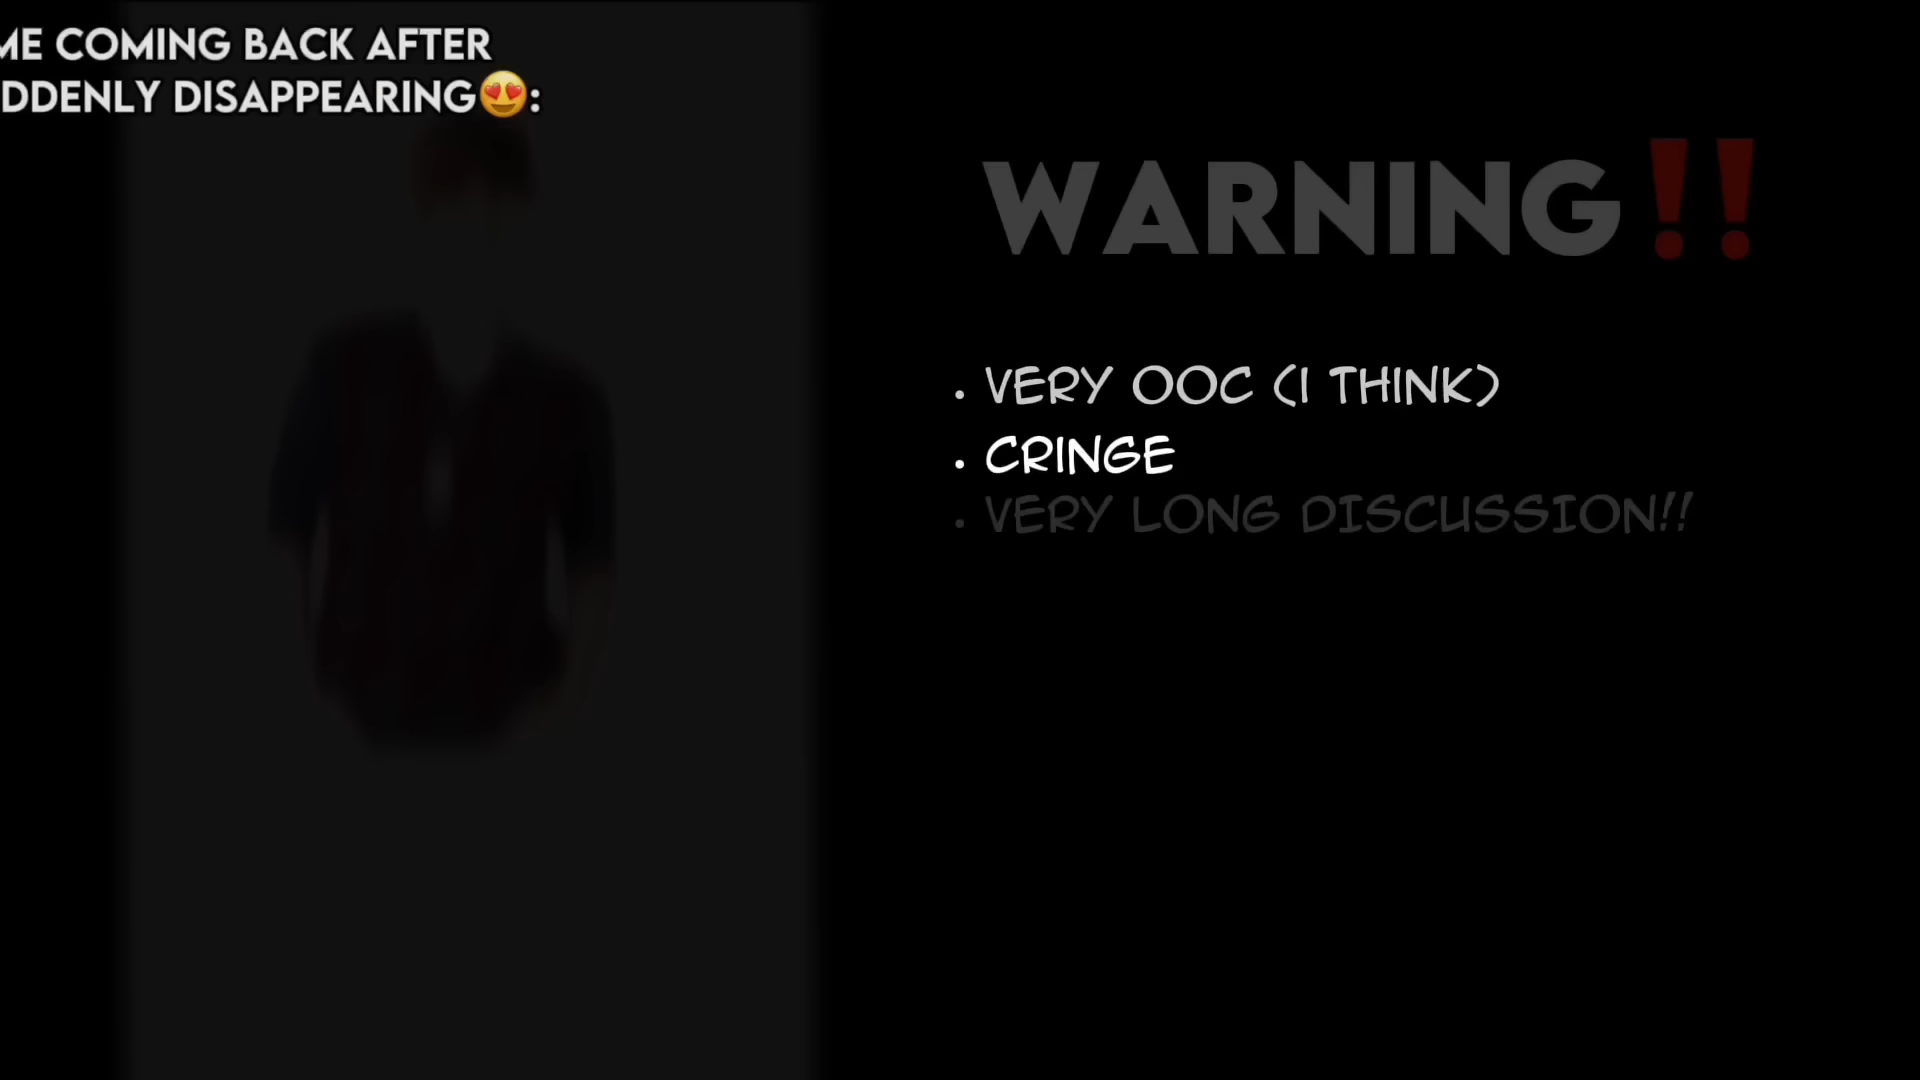 ME COMING BACK AFTER
DDENLY DISAPPEARING😍:
WARNING‼
• VERY OOC (I THINK)
• CRINGE
• VERY LONG DISCUSSION!!